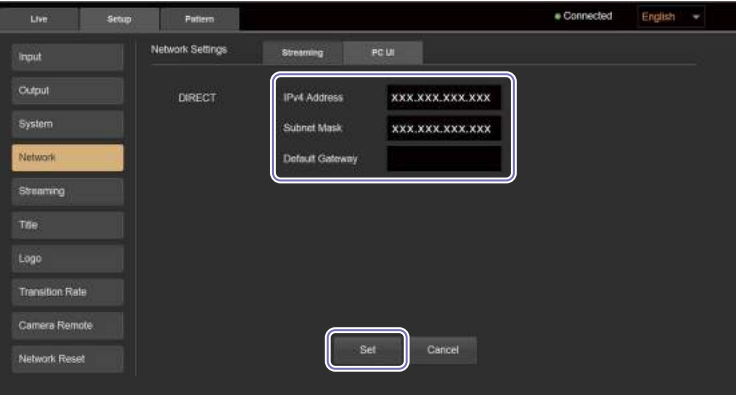 Live Setup Pattern Connected English
Network Settings Streaming PC UI
Input
Output
System
Network
Streaming
Title
Logo
Transition Rate
Camera Remote
Network Reset
DIRECT
IPv4 Address XXX.XXX.XXX.XXX
Subnet Mask XXX.XXX.XXX.XXX
Default Gateway
Set Cancel